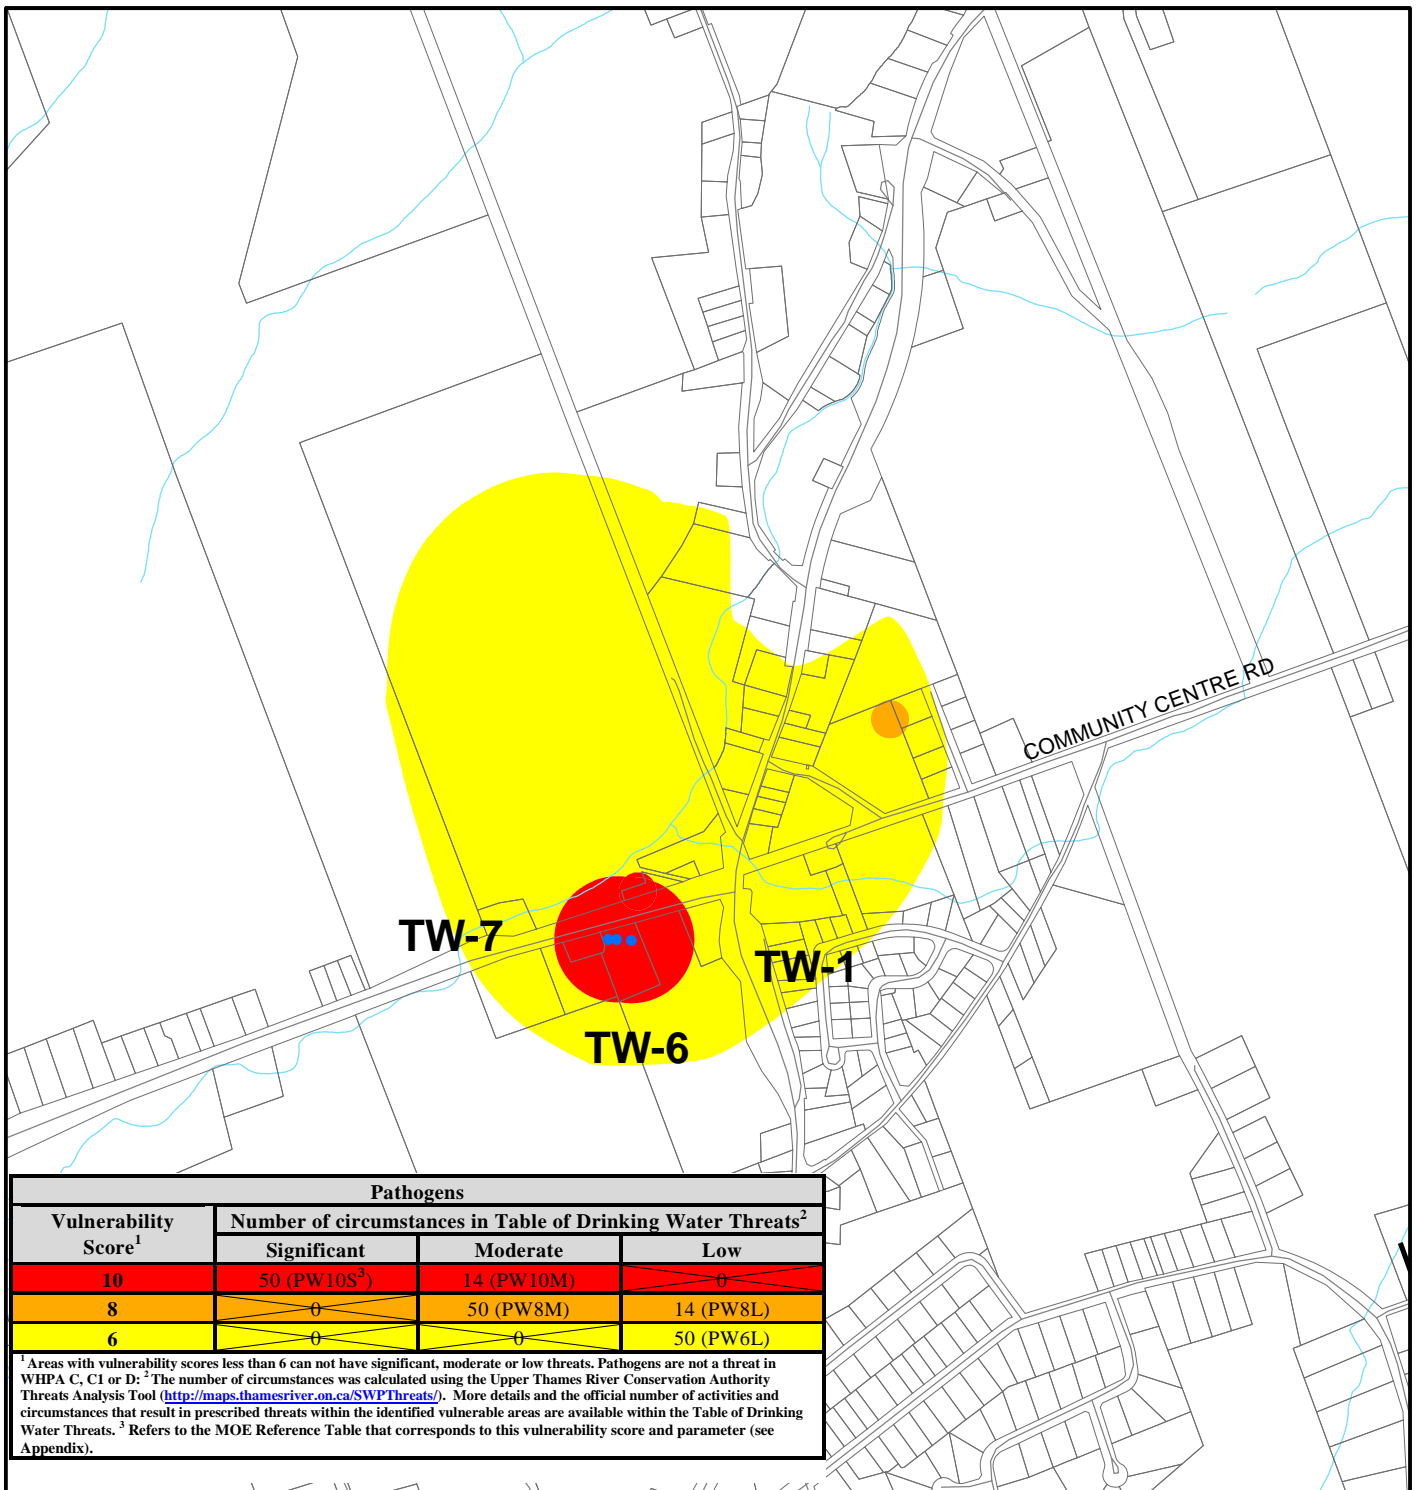 COMMUNITY CENTRE RD
TW-7
TW-1
TW-6
Pathogens
Vulnerability Score¹
Number of circumstances in Table of Drinking Water Threats²
Significant Moderate Low
10 50 (PW10S³) 14 (PW10M) 0
8 0 50 (PW8M) 14 (PW8L)
6 0 0 50 (PW6L)
¹ Areas with vulnerability scores less than 6 can not have significant, moderate or low threats. Pathogens are not a threat in
WHPA C, C1 or D: ² The number of circumstances was calculated using the Upper Thames River Conservation Authority
Threats Analysis Tool (http://maps.thamesriver.on.ca/SWPThreats/). More details and the official number of activities and
circumstances that result in prescribed threats within the identified vulnerable areas are available within the Table of Drinking
Water Threats. ³ Refers to the MOE Reference Table that corresponds to this vulnerability score and parameter (see
Appendix).